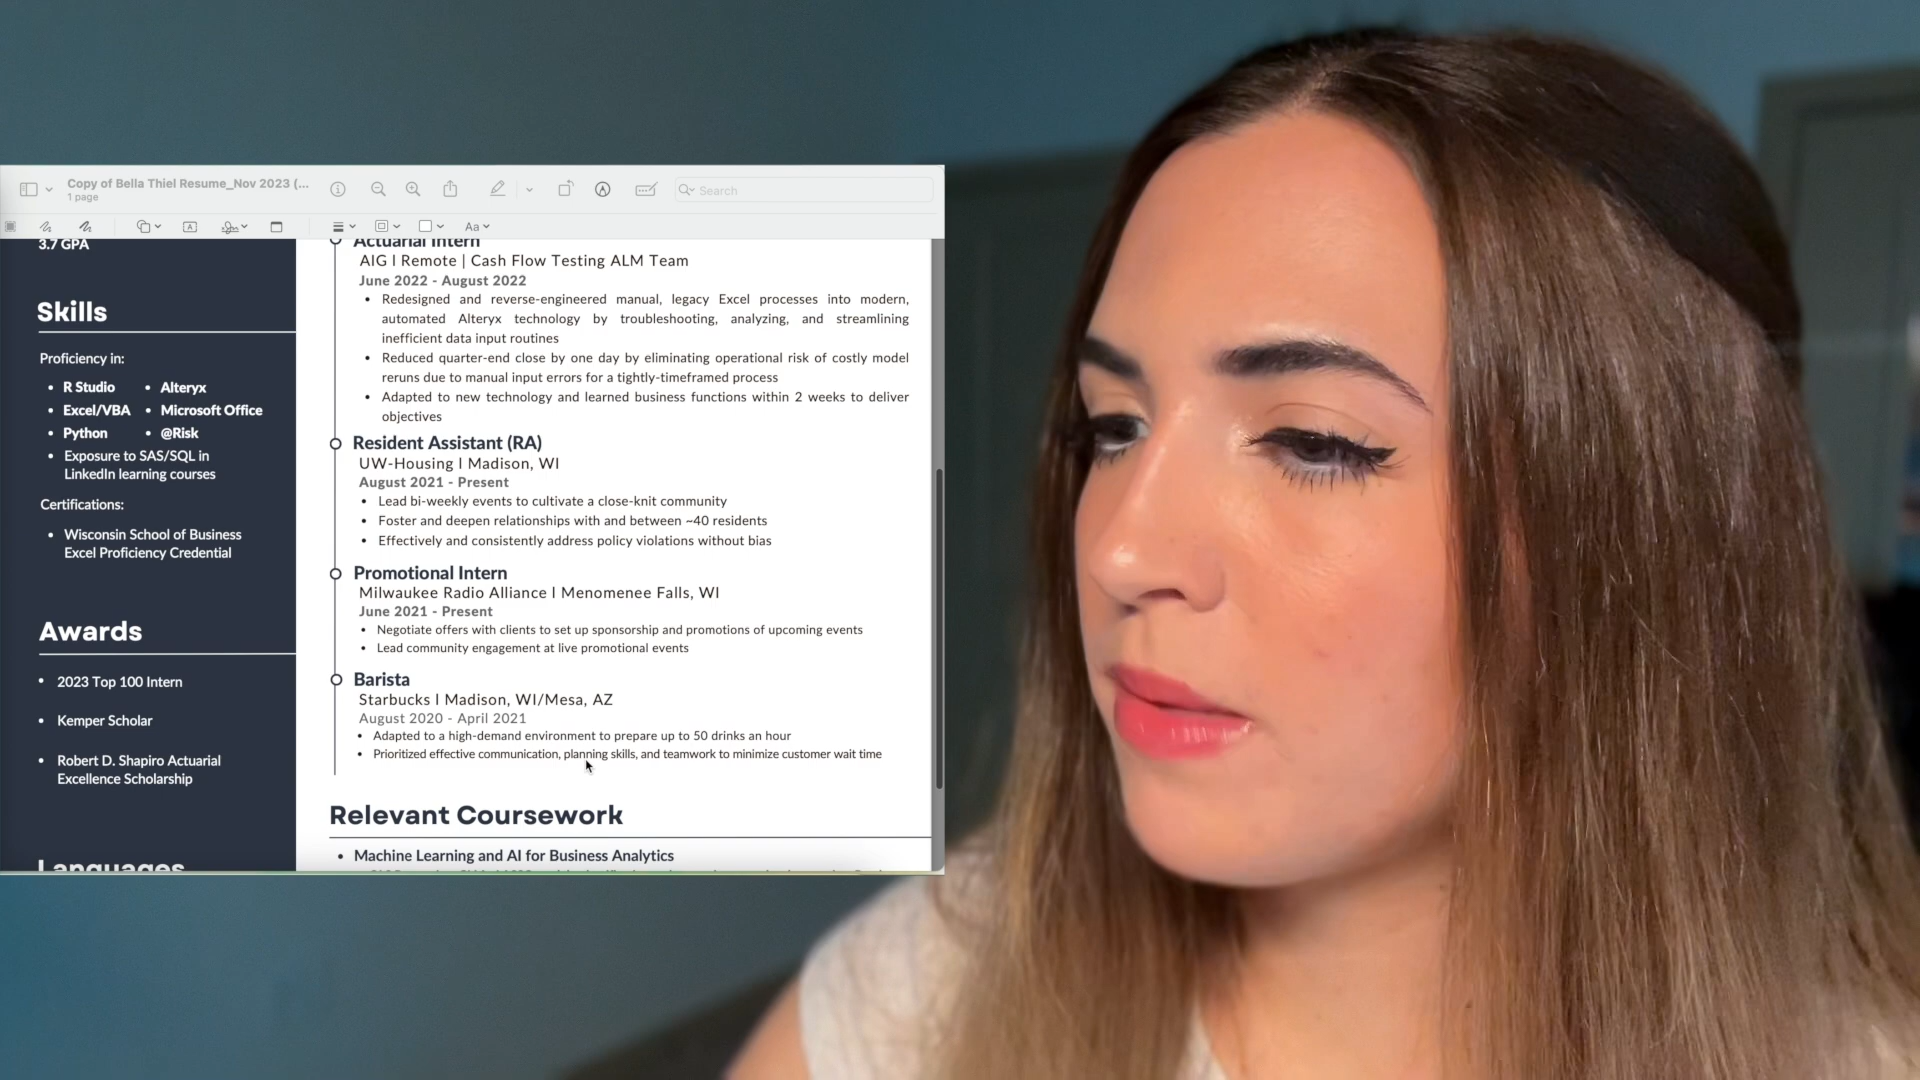 Copy of Bella Thiel Resume_Nov 2023 (...
1 page
Search
Aa
3.7 GPA
Skills
Proficiency in:
• R Studio • Alteryx
• Excel/VBA • Microsoft Office
• Python • @Risk
• Exposure to SAS/SQL in
LinkedIn learning courses
Certifications:
• Wisconsin School of Business
Excel Proficiency Credential
Awards
• 2023 Top 100 Intern
• Kemper Scholar
• Robert D. Shapiro Actuarial
Excellence Scholarship
Languages
Actuarial Intern
AIG I Remote | Cash Flow Testing ALM Team
June 2022 - August 2022
• Redesigned and reverse-engineered manual, legacy Excel processes into modern,
automated Alteryx technology by troubleshooting, analyzing, and streamlining
inefficient data input routines
• Reduced quarter-end close by one day by eliminating operational risk of costly model
reruns due to manual input errors for a tightly-timeframed process
• Adapted to new technology and learned business functions within 2 weeks to deliver
objectives
Resident Assistant (RA)
UW-Housing I Madison, WI
August 2021 - Present
• Lead bi-weekly events to cultivate a close-knit community
• Foster and deepen relationships with and between ~40 residents
• Effectively and consistently address policy violations without bias
Promotional Intern
Milwaukee Radio Alliance I Menomenee Falls, WI
June 2021 - Present
• Negotiate offers with clients to set up sponsorship and promotions of upcoming events
• Lead community engagement at live promotional events
Barista
Starbucks I Madison, WI/Mesa, AZ
August 2020 - April 2021
• Adapted to a high-demand environment to prepare up to 50 drinks an hour
• Prioritized effective communication, planning skills, and teamwork to minimize customer wait time
Relevant Coursework
• Machine Learning and AI for Business Analytics